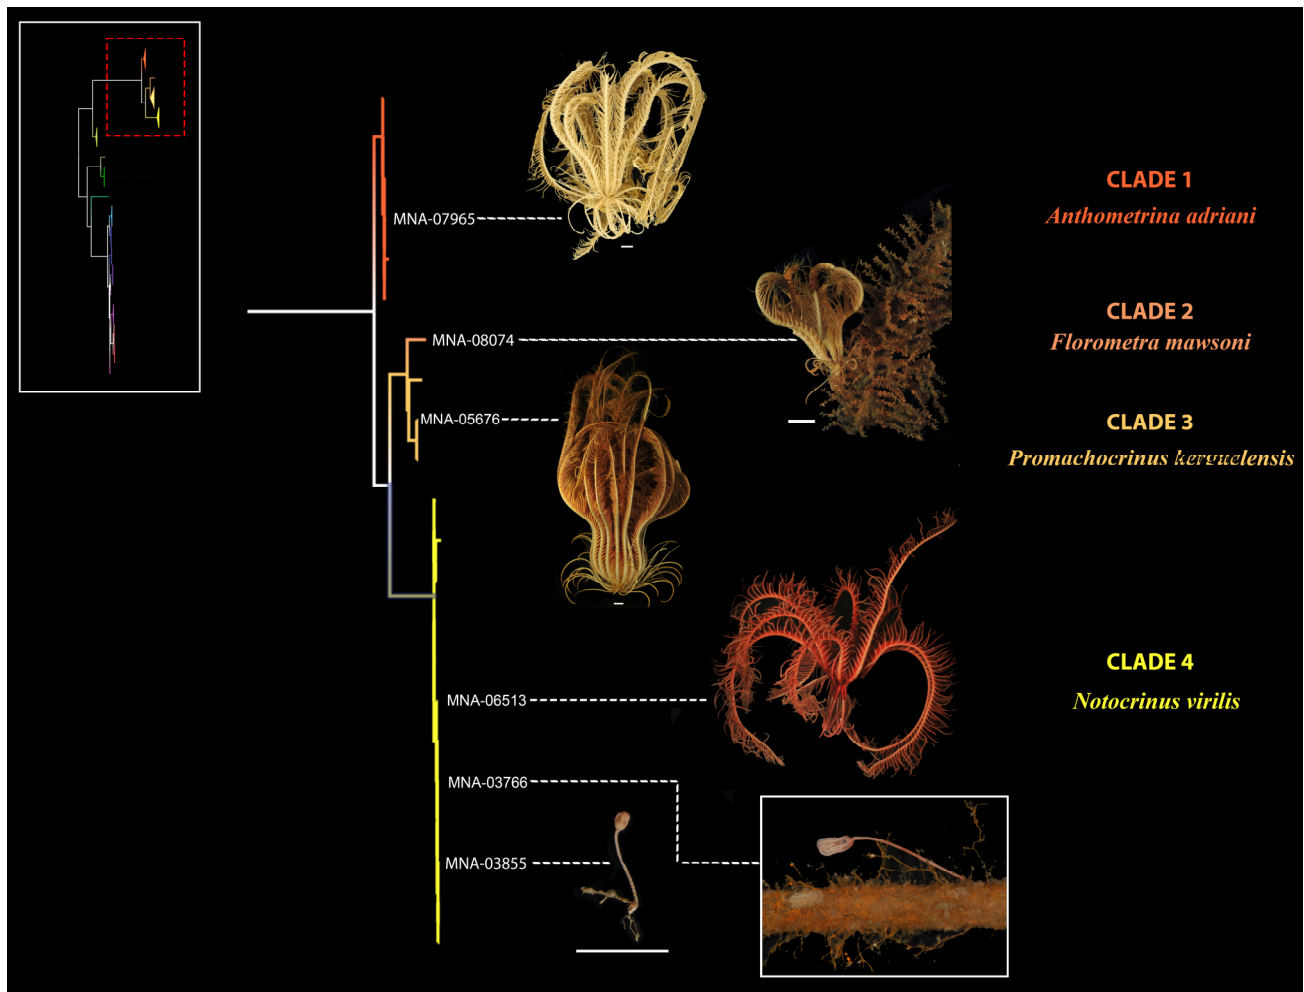 CLADE 1
Anthometrina adriani
MNA-07965
CLADE 2
Florometra mawsoni
MNA-08074
CLADE 3
MNA-05676
Promachocrinus kerguelensis
CLADE 4
MNA-06513
Notocrinus virilis
MNA-03766
MNA-03855